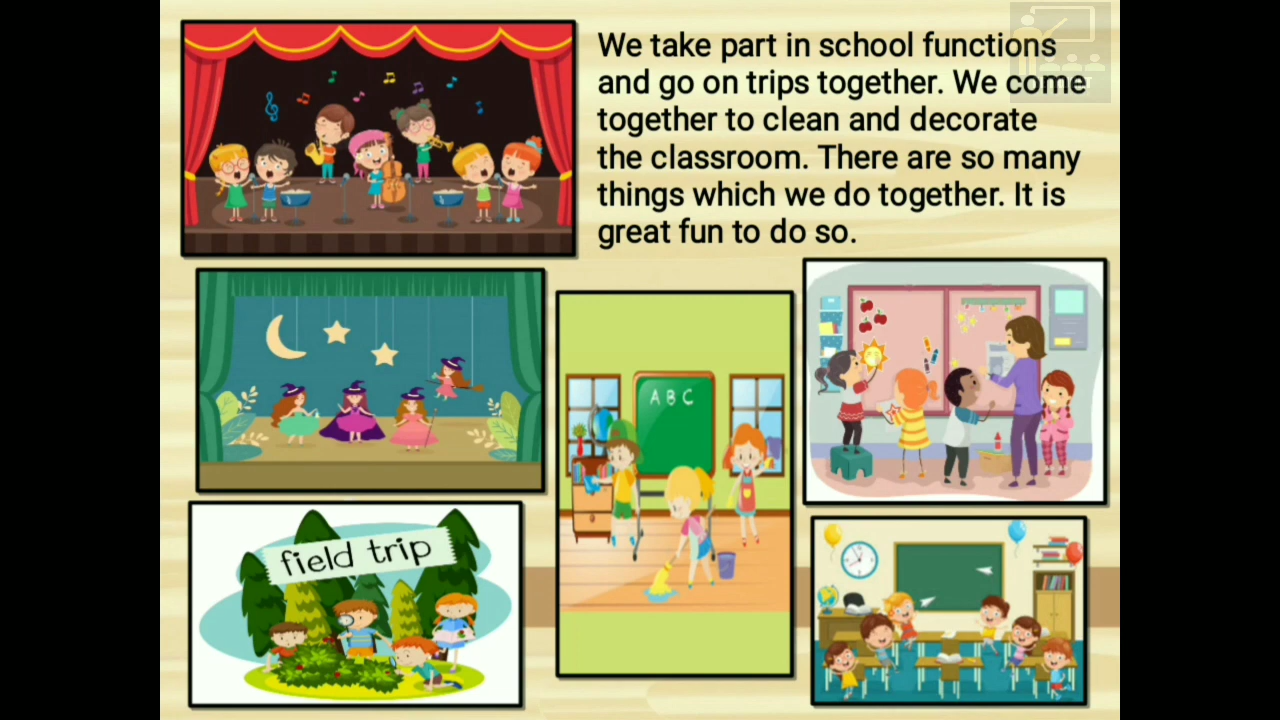 We take part in school functions
and go on trips together. We come
together to clean and decorate
the classroom. There are so many
things which we do together. It is
great fun to do so.
A B C
field trip